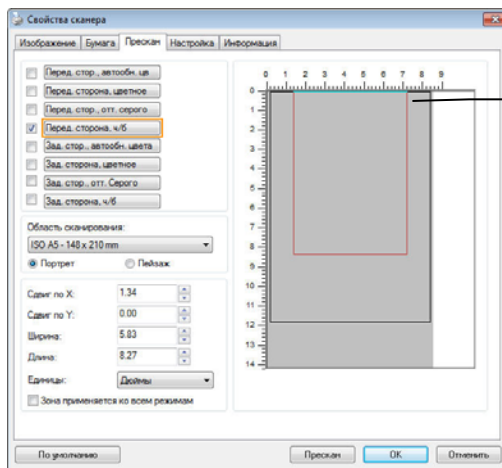 Свойства сканера
Изображение Бумага Прескан Настройка Информация
Перед. стор., автообн. цв
Перед. сторона, цветное
Перед. стор., отт. серого
Перед. сторона, ч/б
Зад. стор., автообн. цвета
Зад. сторона, цветное
Зад. стор., отт. Серого
Зад. сторона, ч/б
Область сканирования:
ISO A5 - 148 x 210 mm
Портрет Пейзаж
Сдвиг по X: 1.34
Сдвиг по Y: 0.00
Ширина: 5.83
Длина: 8.27
Единицы: Дюймы
Зона применяется ко всем режимам
0 1 2 3 4 5 6 7 8 9
0
1
2
3
4
5
6
7
8
9
10
11
12
13
14
По умолчанию Прескан OK Отменить